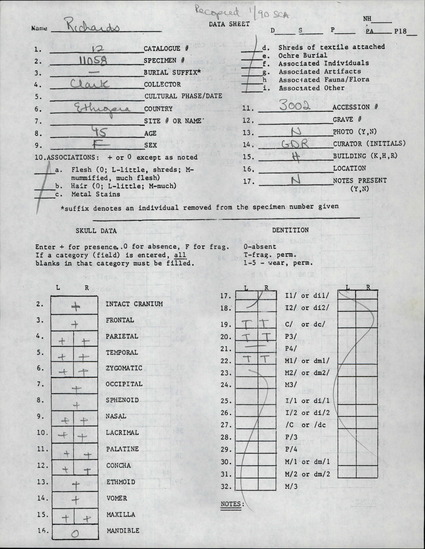 Recopied 1/90 SCA
Name Richards
DATA SHEET
NH
D S P PA P18
1. 12 CATALOGUE #
2. 11058 SPECIMEN #
3. — BURIAL SUFFIX*
4. Clark COLLECTOR
5. CULTURAL PHASE/DATE
6. Ethiopia COUNTRY
7. SITE # OR NAME
8. 45 AGE
9. F SEX
10. ASSOCIATIONS: + or 0 except as noted
a. Flesh (0; L-little, shreds; M-
mummified, much flesh)
b. Hair (0; L-little; M-much)
c. Metal Stains
d. Shreds of textile attached
e. Ochre Burial
f. Associated Individuals
g. Associated Artifacts
h. Associated Fauna/Flora
i. Associated Other
11. 3002 ACCESSION #
12. GRAVE #
13. N PHOTO (Y,N)
14. GDR CURATOR (INITIALS)
15. H BUILDING (K,H,R)
16. LOCATION
17. N NOTES PRESENT
(Y,N)
*suffix denotes an individual removed from the specimen number given
SKULL DATA
Enter + for presence, 0 for absence, F for frag.
If a category (field) is entered, all
blanks in that category must be filled.
L R
2. + INTACT CRANIUM
3. + FRONTAL
4. + + PARIETAL
5. + + TEMPORAL
6. + + ZYGOMATIC
7. + OCCIPITAL
8. + SPHENOID
9. + + NASAL
10. + + LACRIMAL
11. + + PALATINE
12. + + CONCHA
13. + ETHMOID
14. + VOMER
15. + + MAXILLA
16. 0 MANDIBLE
DENTITION
0-absent
T-frag. perm.
1-5 - wear, perm.
L R L R
17. I1/ or di1/
18. I2/ or di2/
19. T T C/ or dc/
20. T T P3/
21. P4/
22. T T M1/ or dm1/
23. M2/ or dm2/
24. M3/
25. I/1 or di/1
26. I/2 or di/2
27. /C or /dc
28. P/3
29. P/4
30. M/1 or dm/1
31. M/2 or dm/2
32. M/3
NOTES: